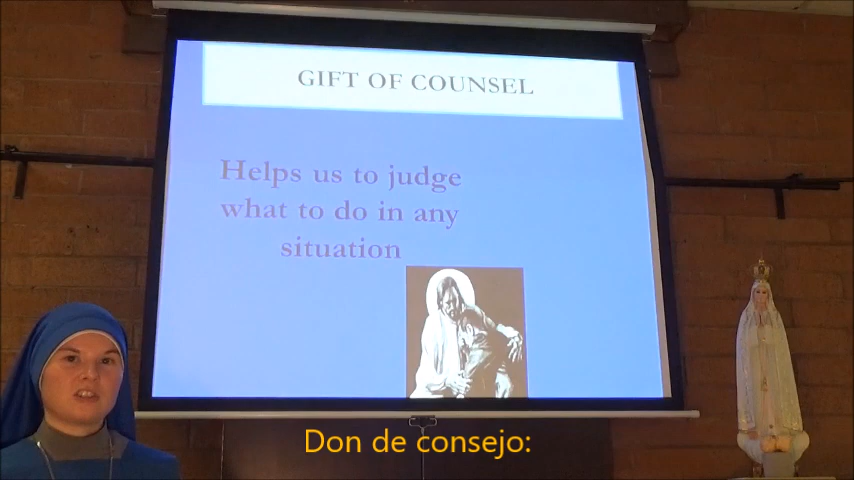 GIFT OF COUNSEL
Helps us to judge
what to do in any
situation
Don de consejo: